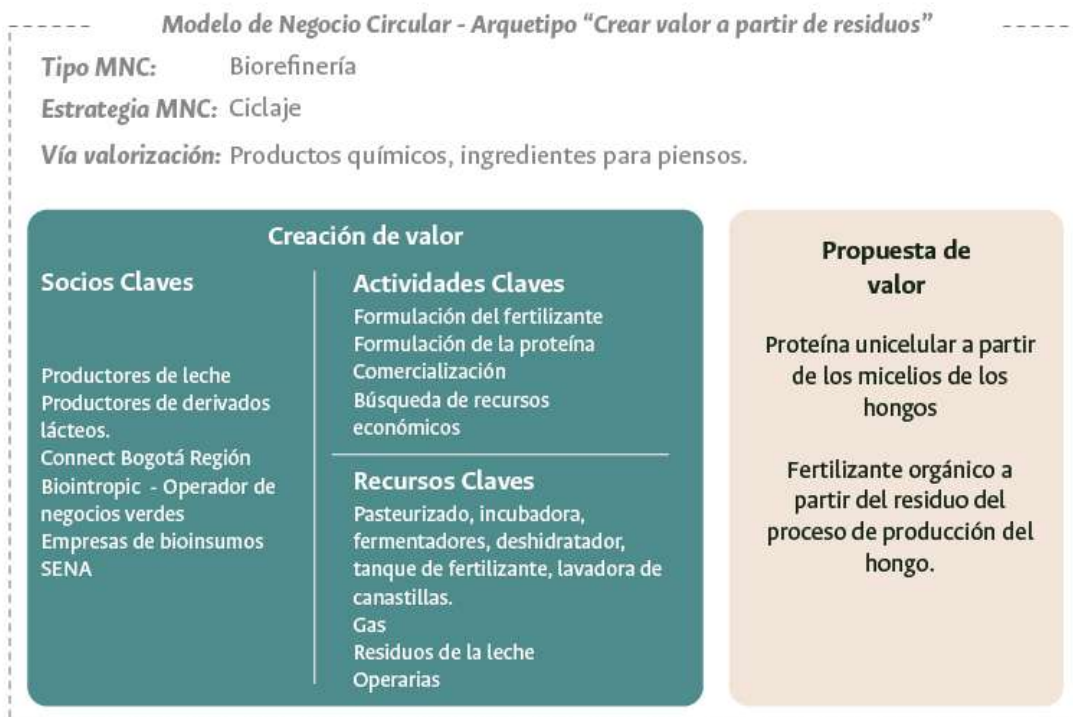 Modelo de Negocio Circular - Arquetipo “Crear valor a partir de residuos”
Tipo MNC: Biorefinería
Estrategia MNC: Ciclaje
Vía valorización: Productos químicos, ingredientes para piensos.
Creación de valor
Socios Claves
Productores de leche
Productores de derivados
lácteos.
Connect Bogotá Región
Biointropic - Operador de
negocios verdes
Empresas de bioinsumos
SENA
Actividades Claves
Formulación del fertilizante
Formulación de la proteína
Comercialización
Búsqueda de recursos
económicos
Recursos Claves
Pasteurizado, incubadora,
fermentadores, deshidratador,
tanque de fertilizante, lavadora de
canastillas.
Gas
Residuos de la leche
Operarias
Propuesta de
valor
Proteína unicelular a partir
de los micelios de los
hongos
Fertilizante orgánico a
partir del residuo del
proceso de producción del
hongo.